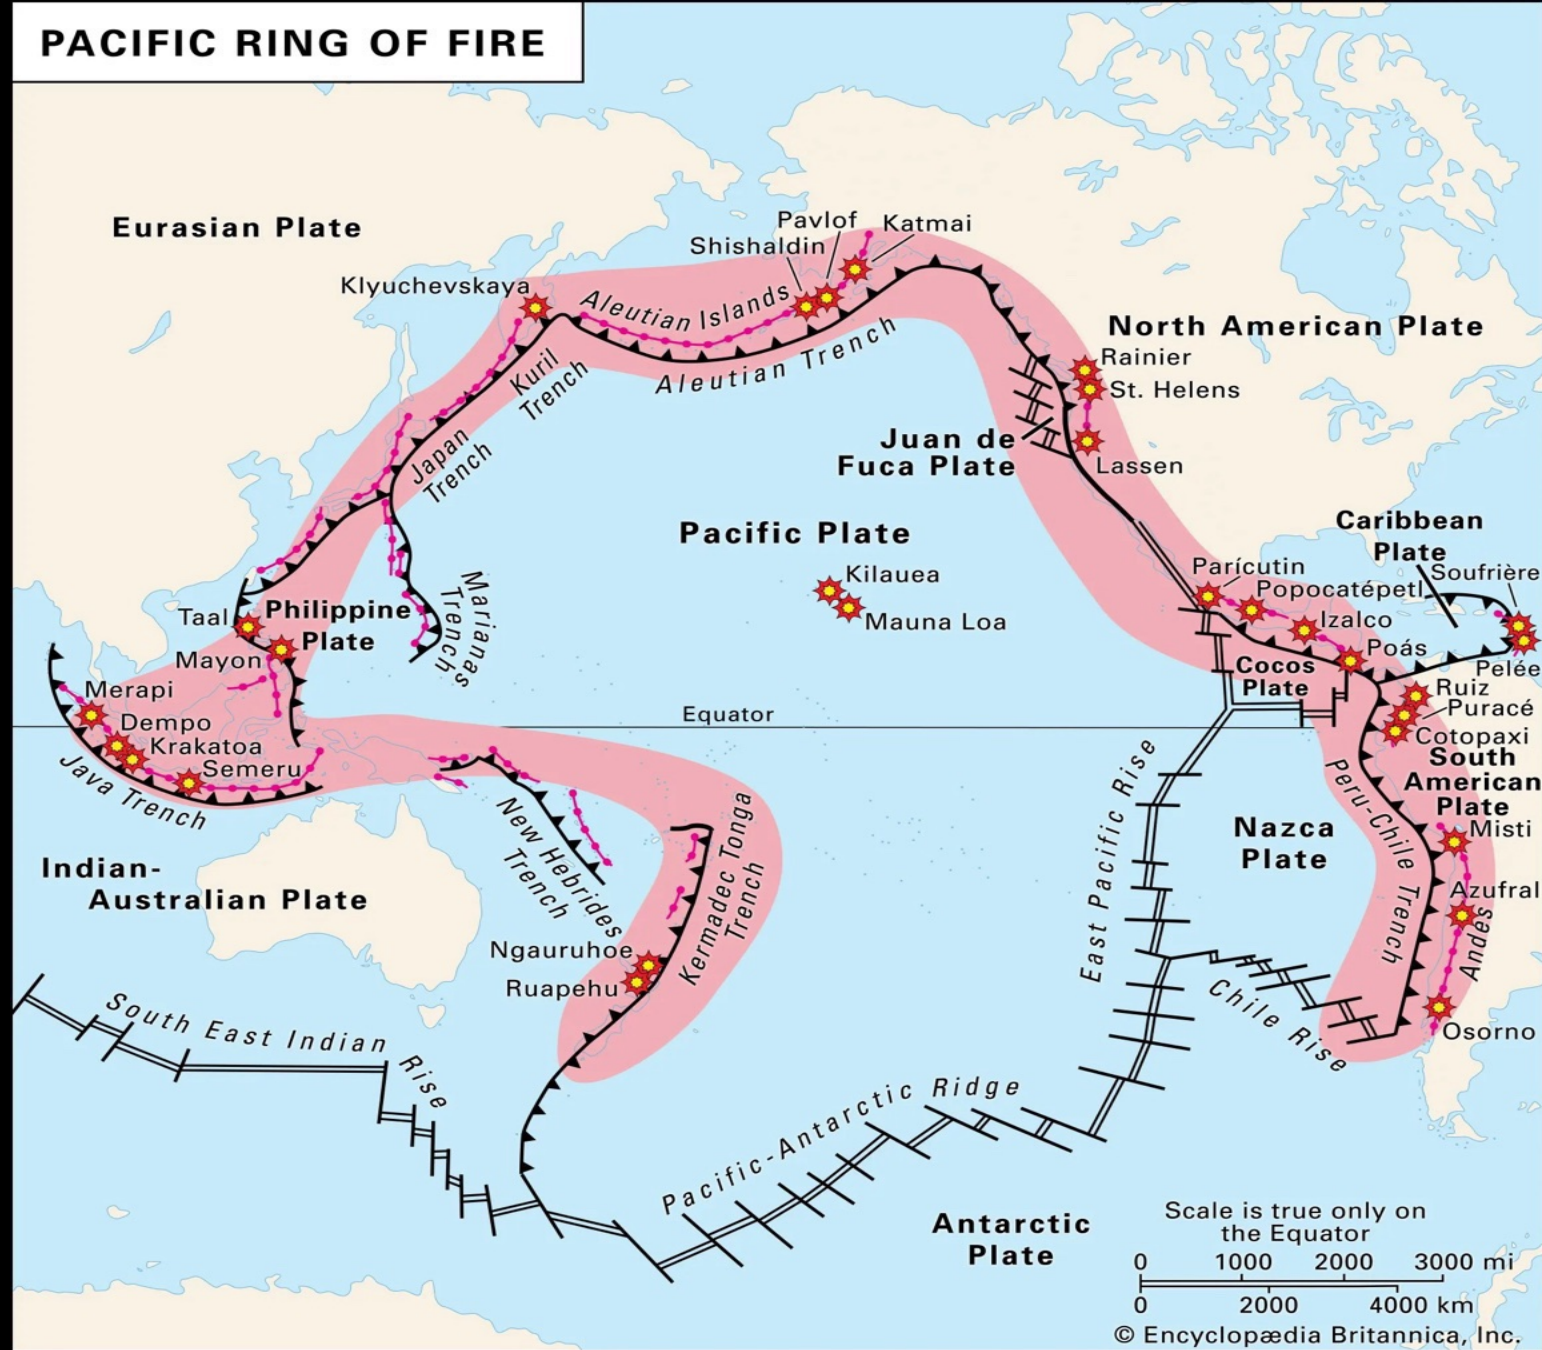 PACIFIC RING OF FIRE
Eurasian Plate
Klyuchevskaya
Pavlof
Katmai
Shishaldin
Aleutian Islands
Aleutian Trench
Kuril
Trench
Japan
Trench
North American Plate
Rainier
St. Helens
Juan de
Fuca Plate
Lassen
Pacific Plate
Kilauea
Mauna Loa
Caribbean
Plate
Soufrière
Parícutin
Popocatépetl
Izalco
Poás
Pelée
Cocos
Plate
Ruiz
Puracé
Cotopaxi
South
American
Plate
Taal
Philippine
Plate
Mayon
Marianas
Trench
Merapi
Dempo
Krakatoa
Semeru
Java Trench
Equator
New Hebrides
Trench
Kermadec Tonga
Trench
Indian-
Australian Plate
Ngauruhoe
Ruapehu
East Pacific Rise
Nazca
Plate
Peru-Chile Trench
Misti
Azufral
Andes
Osorno
Chile Rise
South East Indian Rise
Pacific-Antarctic Ridge
Antarctic
Plate
Scale is true only on
the Equator
0 1000 2000 3000 mi
0 2000 4000 km
© Encyclopædia Britannica, Inc.